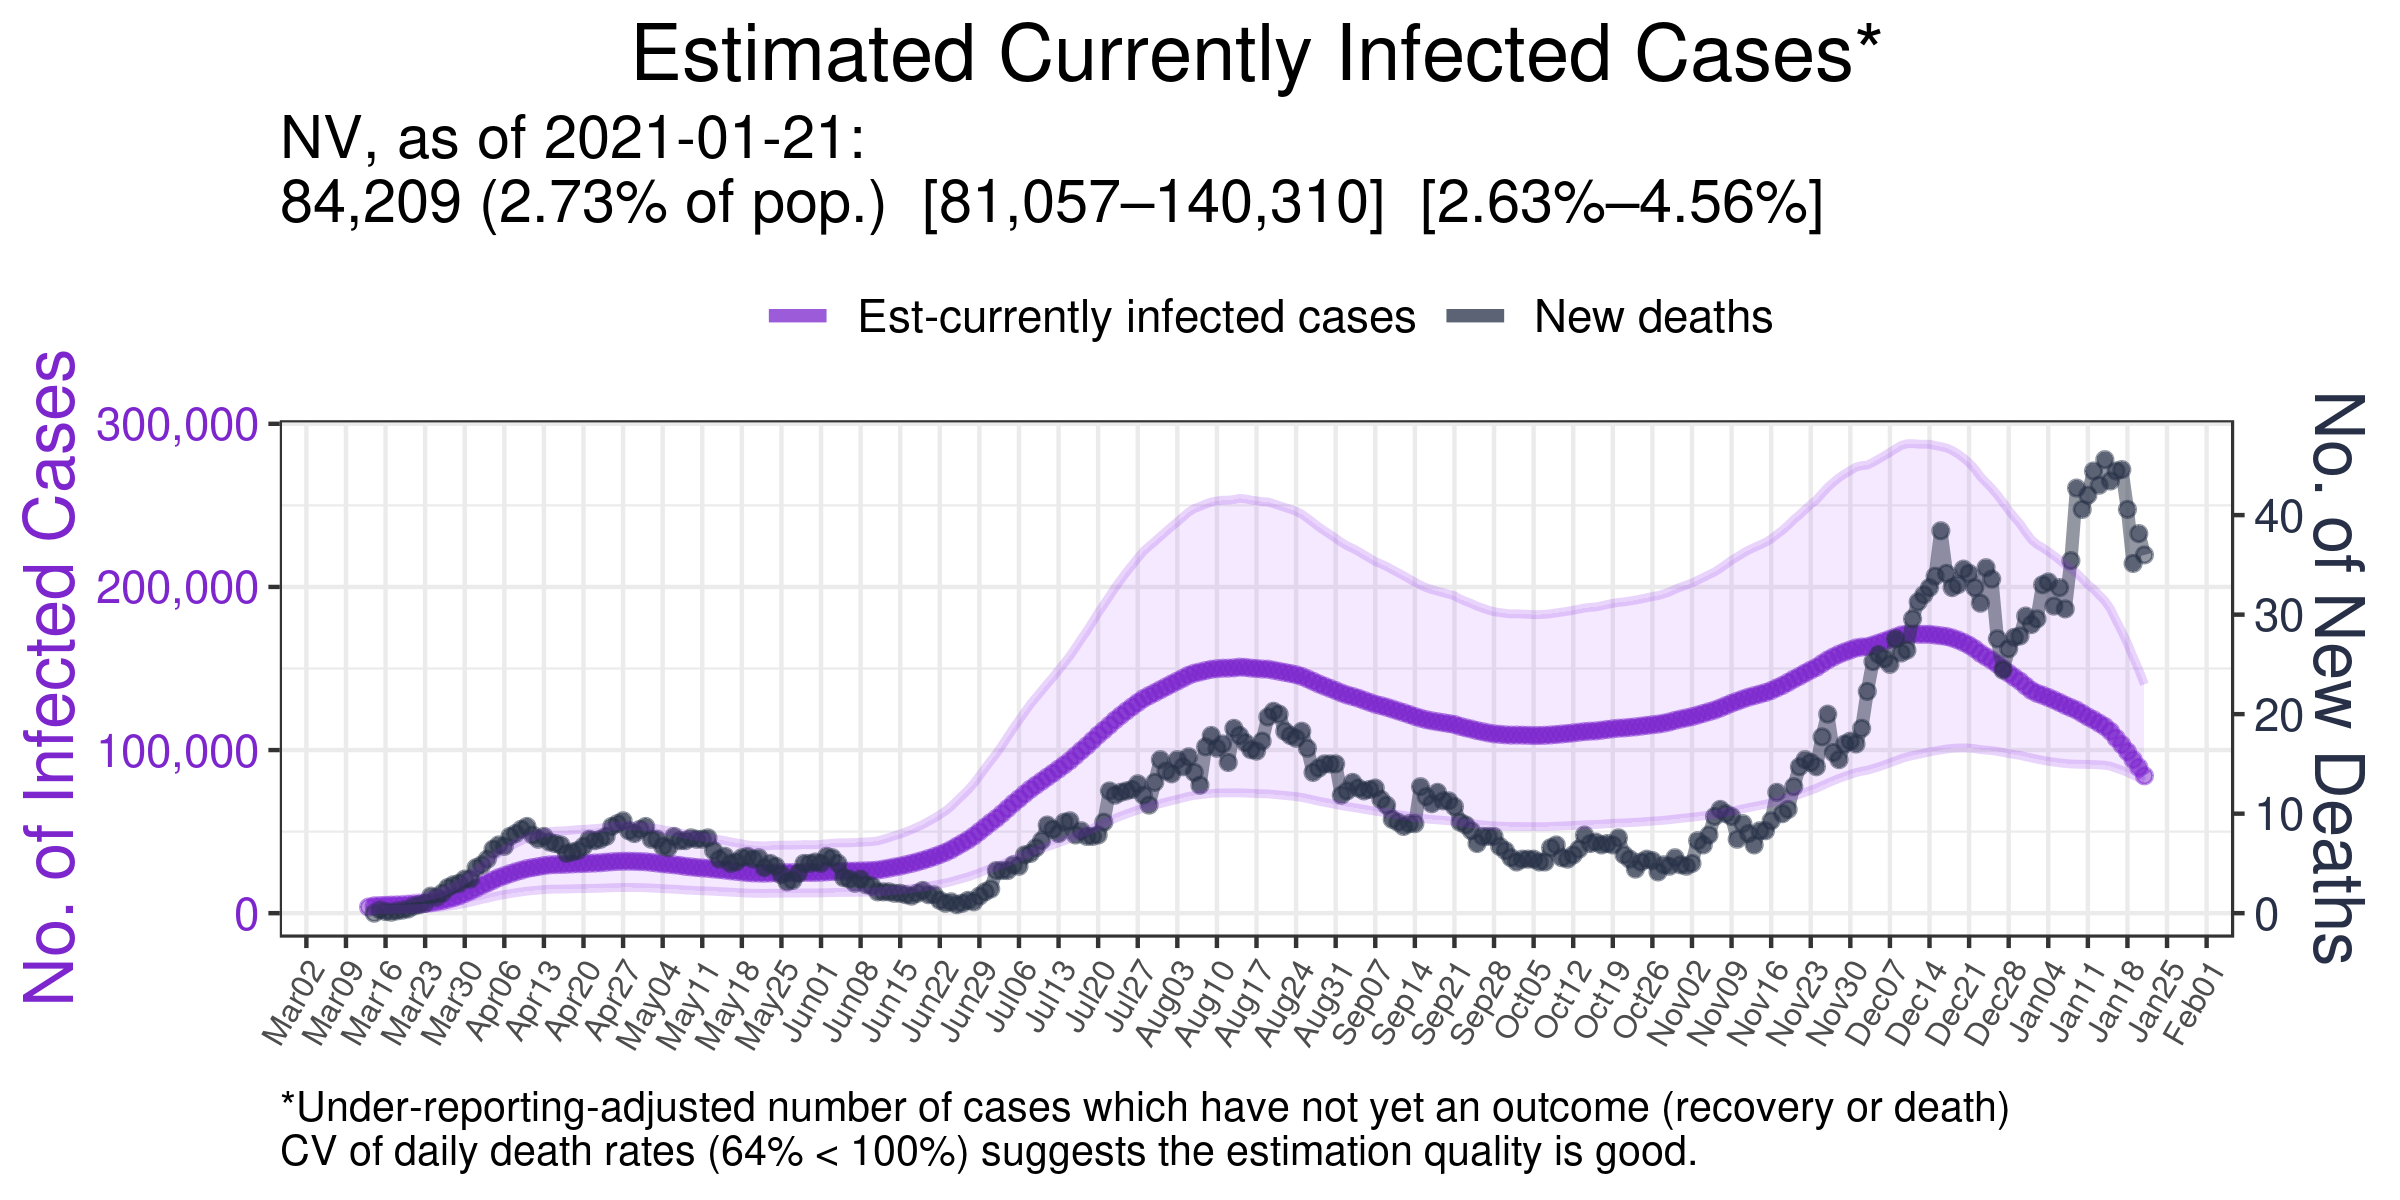 Estimated Currently Infected Cases*
NV, as of 2021-01-21:
84,209 (2.73% of pop.)  [81,057–140,310]  [2.63%–4.56%]
Est-currently infected cases
New deaths
No. of Infected Cases
300,000
200,000
100,000
0
40
30
20
10
0
No. of New Deaths
Mar02
Mar09
Mar16
Mar23
Mar30
Apr06
Apr13
Apr20
Apr27
May04
May11
May18
May25
Jun01
Jun08
Jun15
Jun22
Jun29
Jul06
Jul13
Jul20
Jul27
Aug03
Aug10
Aug17
Aug24
Aug31
Sep07
Sep14
Sep21
Sep28
Oct05
Oct12
Oct19
Oct26
Nov02
Nov09
Nov16
Nov23
Nov30
Dec07
Dec14
Dec21
Dec28
Jan04
Jan11
Jan18
Jan25
Feb01
*Under-reporting-adjusted number of cases which have not yet an outcome (recovery or death)
CV of daily death rates (64% < 100%) suggests the estimation quality is good.